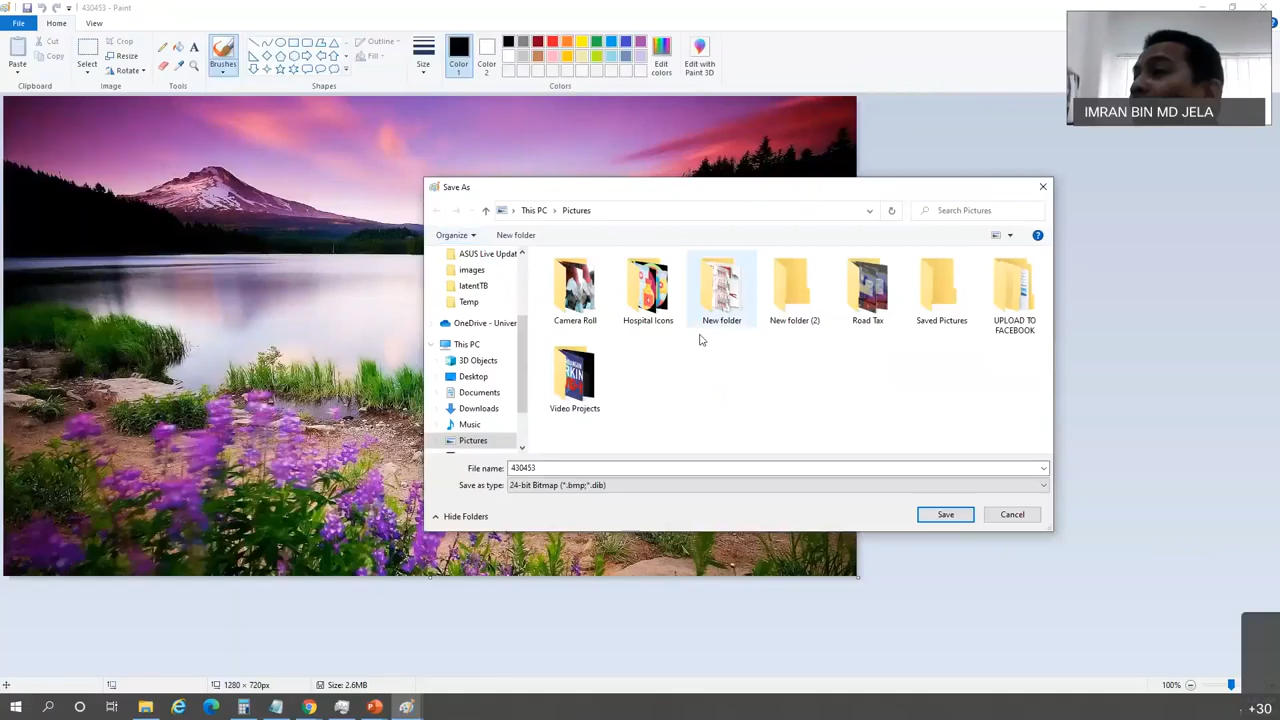 430453 - Paint
File
Home
View
Paste
Cut
Copy
Clipboard
Select
Crop
Resize
Rotate
Image
Tools
Brushes
Outline
Fill
Shapes
Size
Color 1
Color 2
Edit colors
Edit with Paint 3D
Colors
IMRAN BIN MD JELA
Save As
This PC
Pictures
Search Pictures
Organize
New folder
ASUS Live Updat
images
latentTB
Temp
OneDrive - Univer
This PC
3D Objects
Desktop
Documents
Downloads
Music
Pictures
Camera Roll
Hospital Icons
New folder
New folder (2)
Road Tax
Saved Pictures
UPLOAD TO
FACEBOOK
Video Projects
File name: 430453
Save as type: 24-bit Bitmap (*.bmp;*.dib)
Hide Folders
Save
Cancel
1280 × 720px
Size: 2.6MB
100%
+30